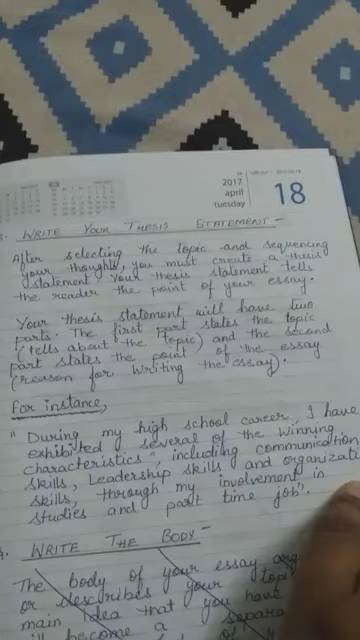 2017
april
tuesday
18
3. WRITE YOUR THESIS STATEMENT -
After selecting the topic and sequencing
your thoughts, you must create a thesis
statement. Your thesis statement tells
the reader the point of your essay.
Your thesis statement will have two
parts. The first part states the topic
(tells about the topic) and the second
part states the point of the essay
(reason for writing the essay).
For instance,
" During my high school career, I have
exhibited several of the winning
characteristics", including communication
skills, Leadership skills and organizati
skills, through my involvement in
studies and part time job".
4. WRITE THE BODY -
The body of your essay arg
or describes your topi
main idea that you have
'll become a separa